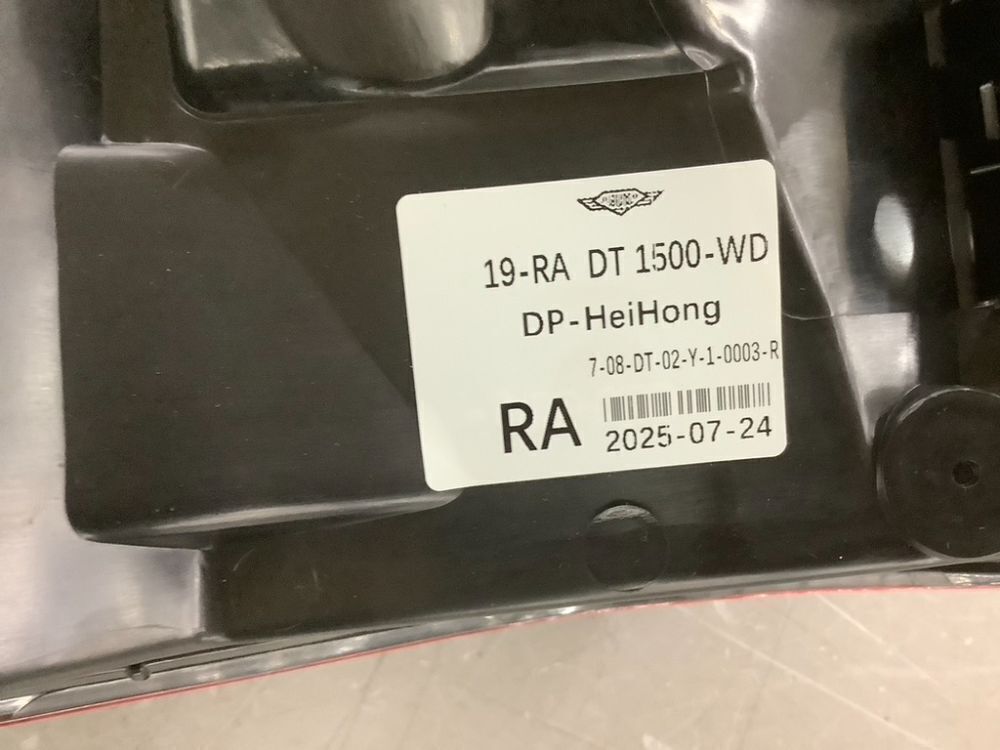 19-RA DT 1500-WD
DP-HeiHong
7-08-DT-02-Y-1-0003-R
RA
2025-07-24